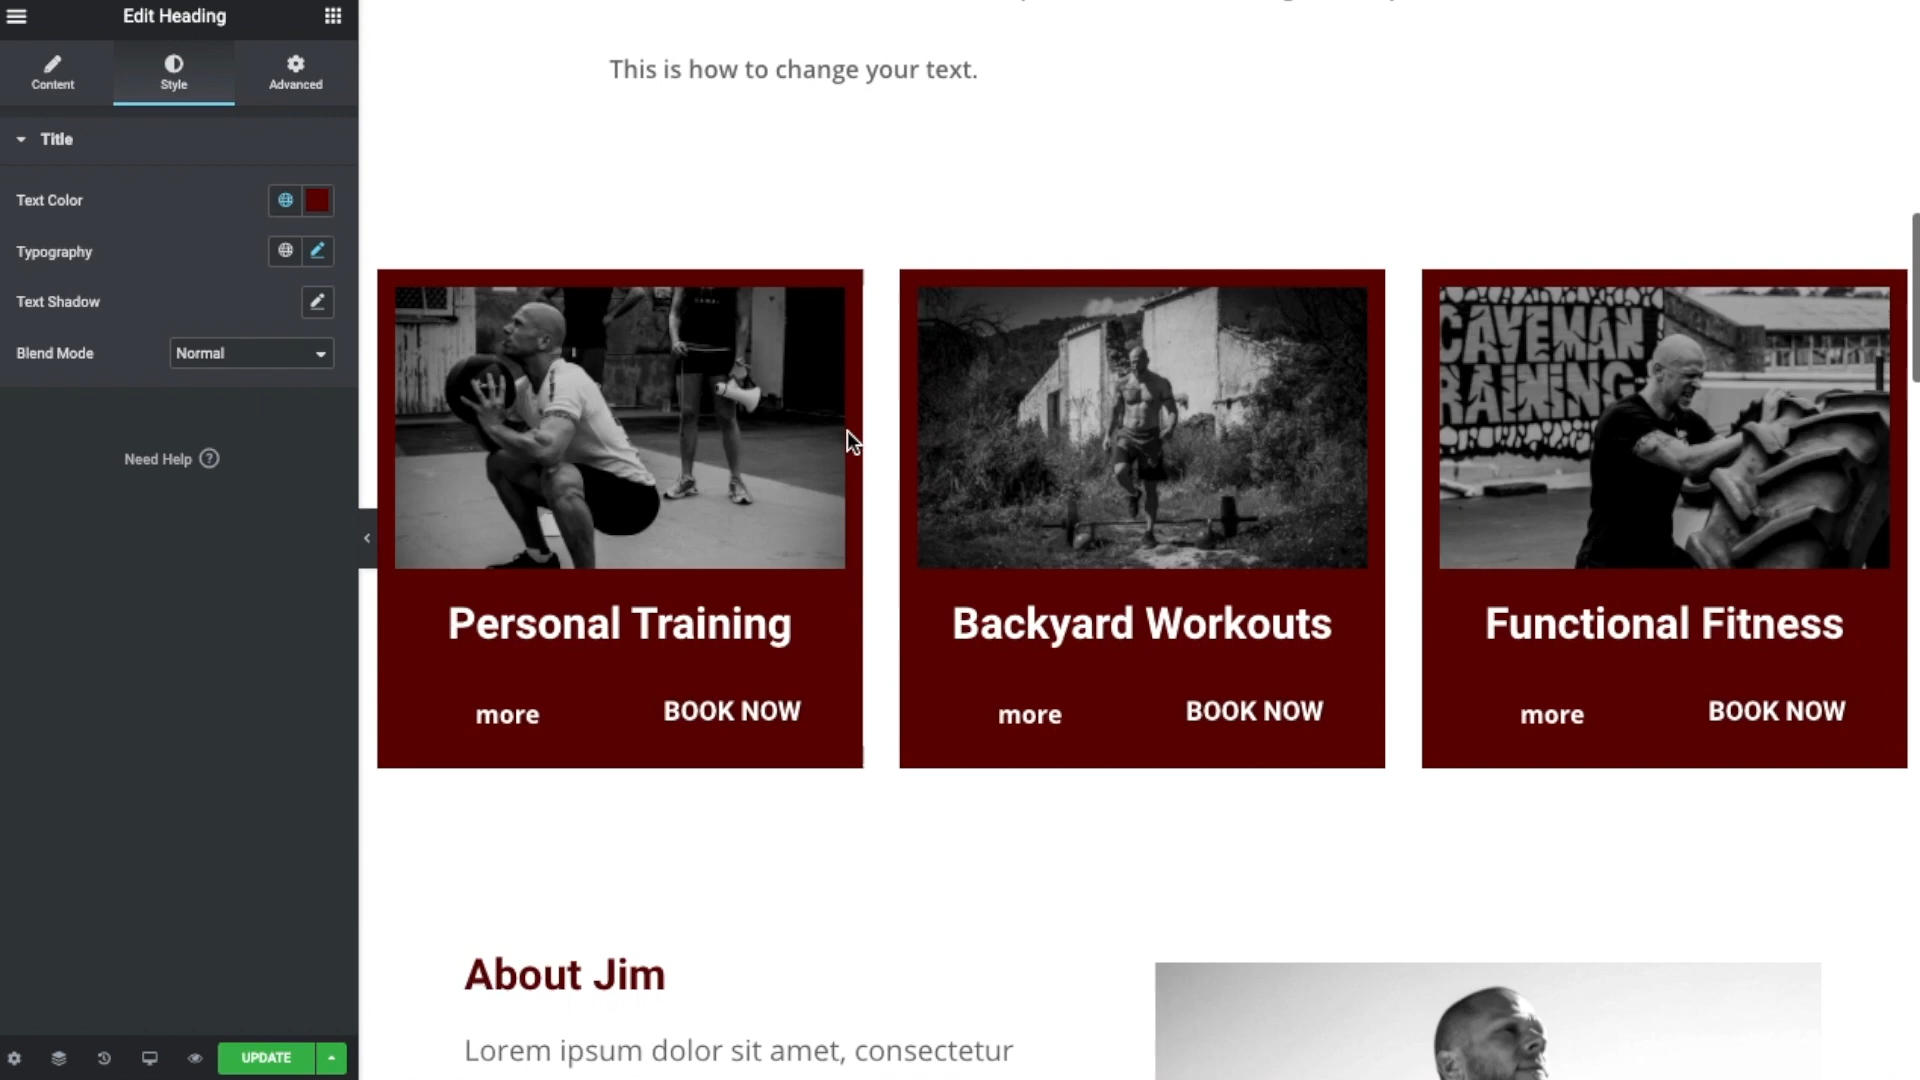 Edit Heading
Content
Style
Advanced
Title
Text Color
Typography
Text Shadow
Blend Mode
Normal
Need Help ?
UPDATE
This is how to change your text.
CAVEMAN
RAINING
Personal Training
Backyard Workouts
Functional Fitness
more
BOOK NOW
more
BOOK NOW
more
BOOK NOW
About Jim
Lorem ipsum dolor sit amet, consectetur